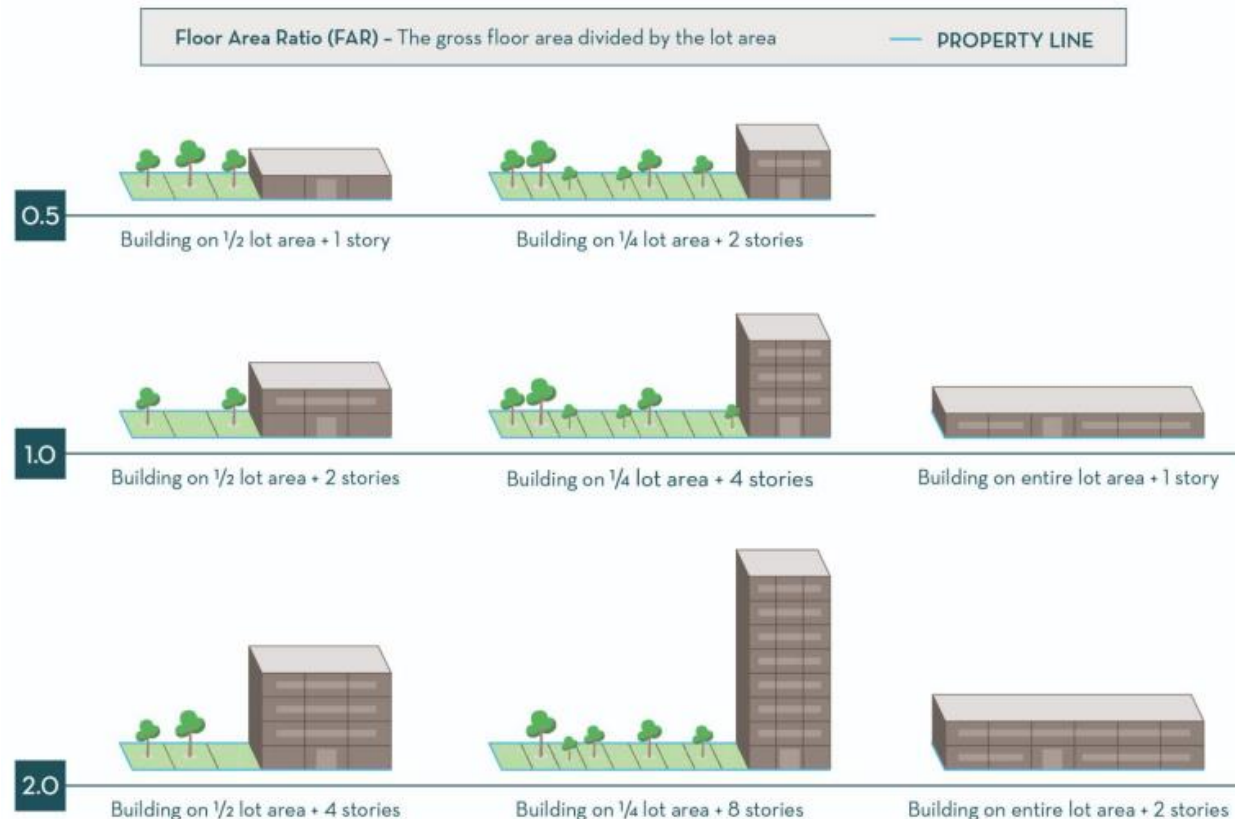 Floor Area Ratio (FAR) – The gross floor area divided by the lot area
PROPERTY LINE
0.5
Building on ½ lot area + 1 story
Building on ¼ lot area + 2 stories
1.0
Building on ½ lot area + 2 stories
Building on ¼ lot area + 4 stories
Building on entire lot area + 1 story
2.0
Building on ½ lot area + 4 stories
Building on ¼ lot area + 8 stories
Building on entire lot area + 2 stories